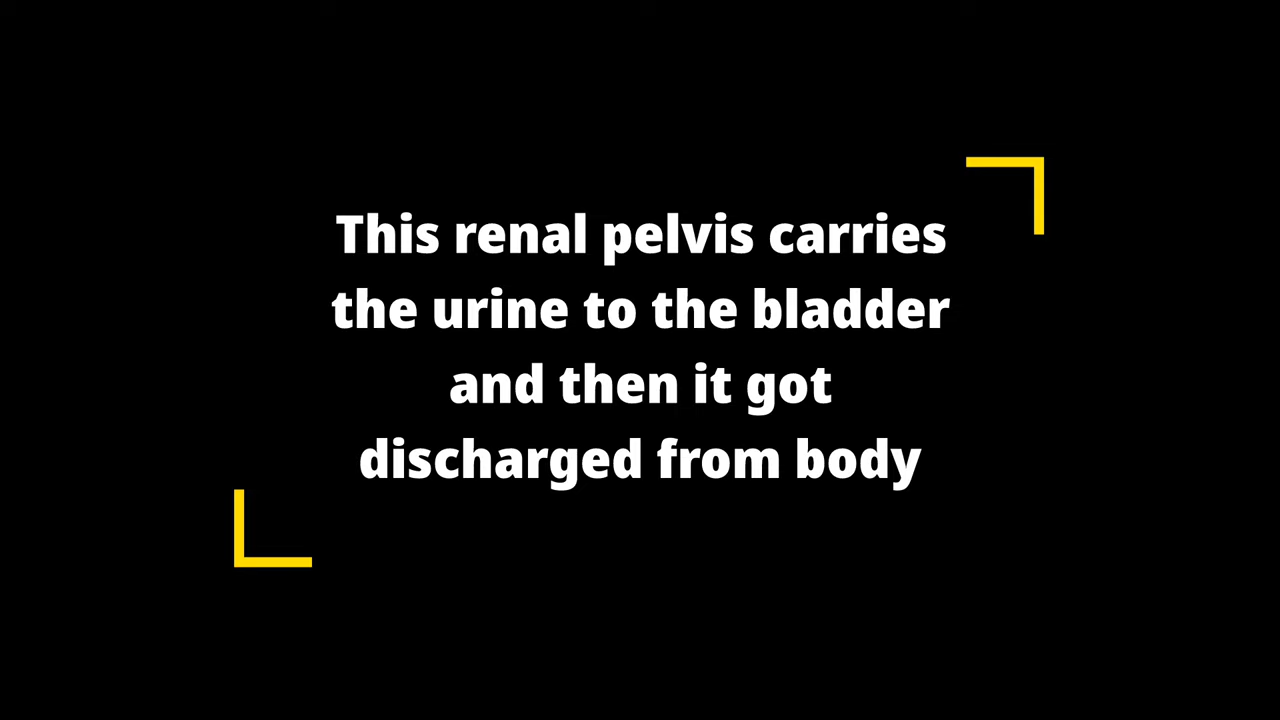 This renal pelvis carries
the urine to the bladder
and then it got
discharged from body